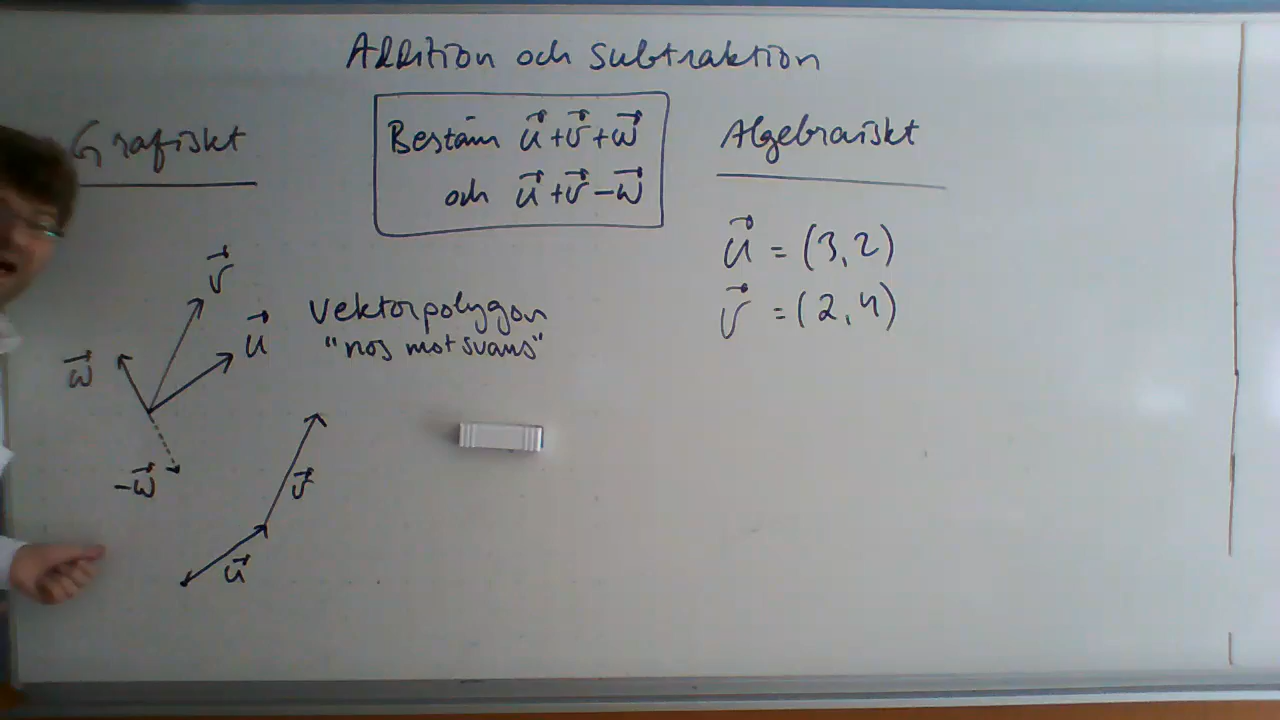 Addition och subtraktion
Grafiskt
Bestäm u⃗+v⃗+w⃗
och u⃗+v⃗-w⃗
Algebraiskt
u⃗ = (3,2)
v⃗ = (2,4)
v⃗
u⃗
w⃗
-w⃗
Vektorpolygon
"nos mot svans"
v⃗
u⃗